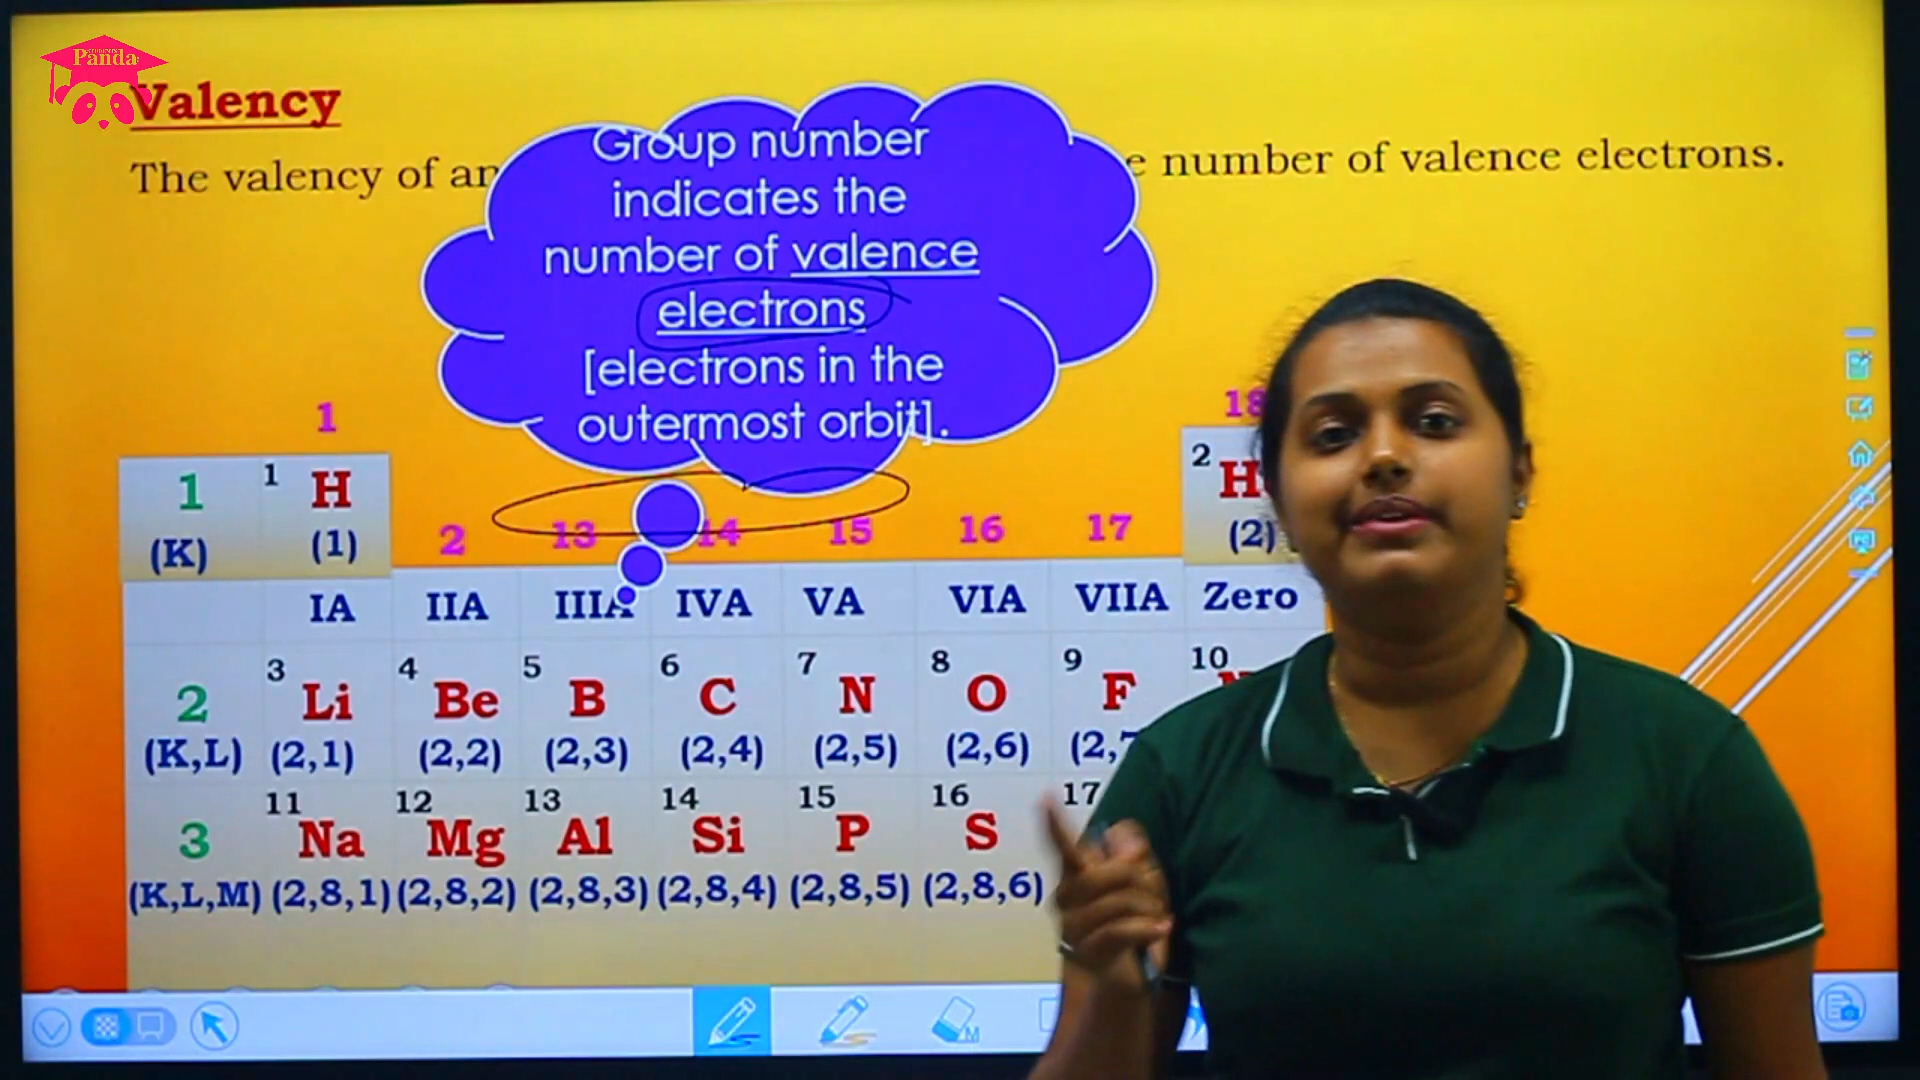 Panda
Valency
The valency of an
number of valence electrons.
Group number
indicates the
number of valence
electrons
[electrons in the
outermost orbit].
1
18
1
1 H
2
(K)
(1)
2 13 14 15 16 17
(2)
IA IIA IIIA IVA VA VIA VIIA Zero
3 4 5 6 7 8 9 10
2 Li Be B C N O F
(K,L) (2,1) (2,2) (2,3) (2,4) (2,5) (2,6) (2,
11 12 13 14 15 16 17
3 Na Mg Al Si P S
(K,L,M) (2,8,1) (2,8,2) (2,8,3) (2,8,4) (2,8,5) (2,8,6)
M